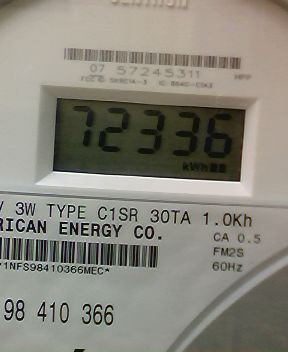 07 57245311
72336
kWh
V 3W TYPE C1SR 30TA 1.0Kh
RICAN ENERGY CO.
CA 0.5
FM2S
60Hz
*1NFS98410366MEC*
98 410 366